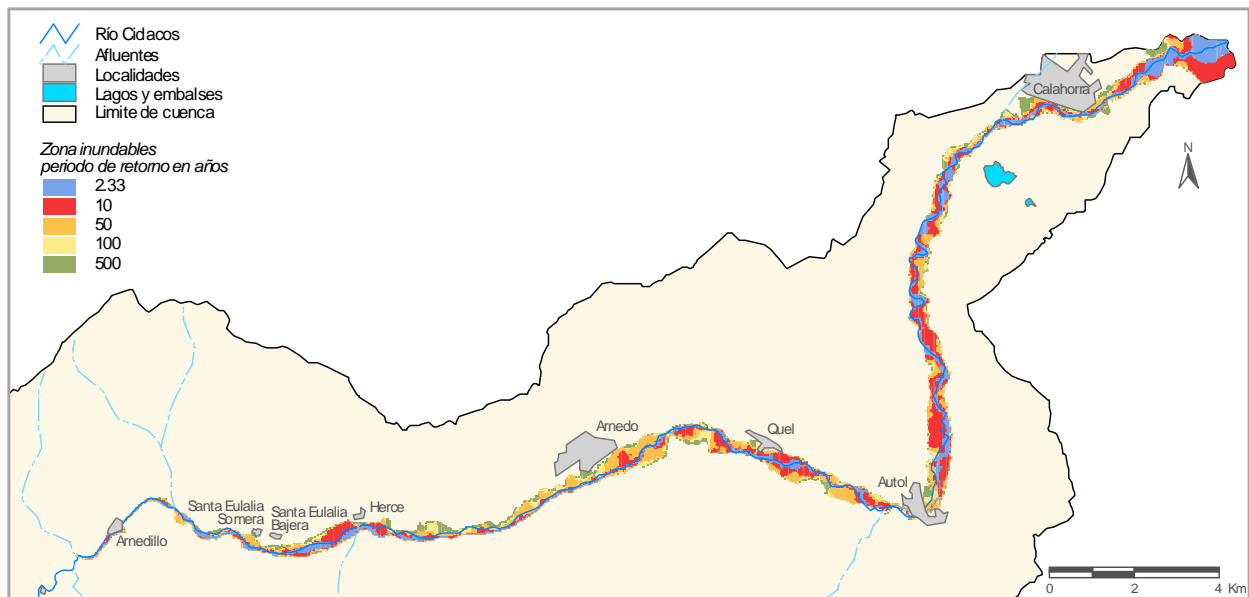 Río Cidacos
Afluentes
Localidades
Lagos y embalses
Limite de cuenca
Zona inundables
periodo de retorno en años
2.33
10
50
100
500
Calahorra
N
Arnedo
Quel
Autol
Santa Eulalia
Somera
Santa Eulalia
Bajera
Herce
Arnedillo
0 2 4 Km